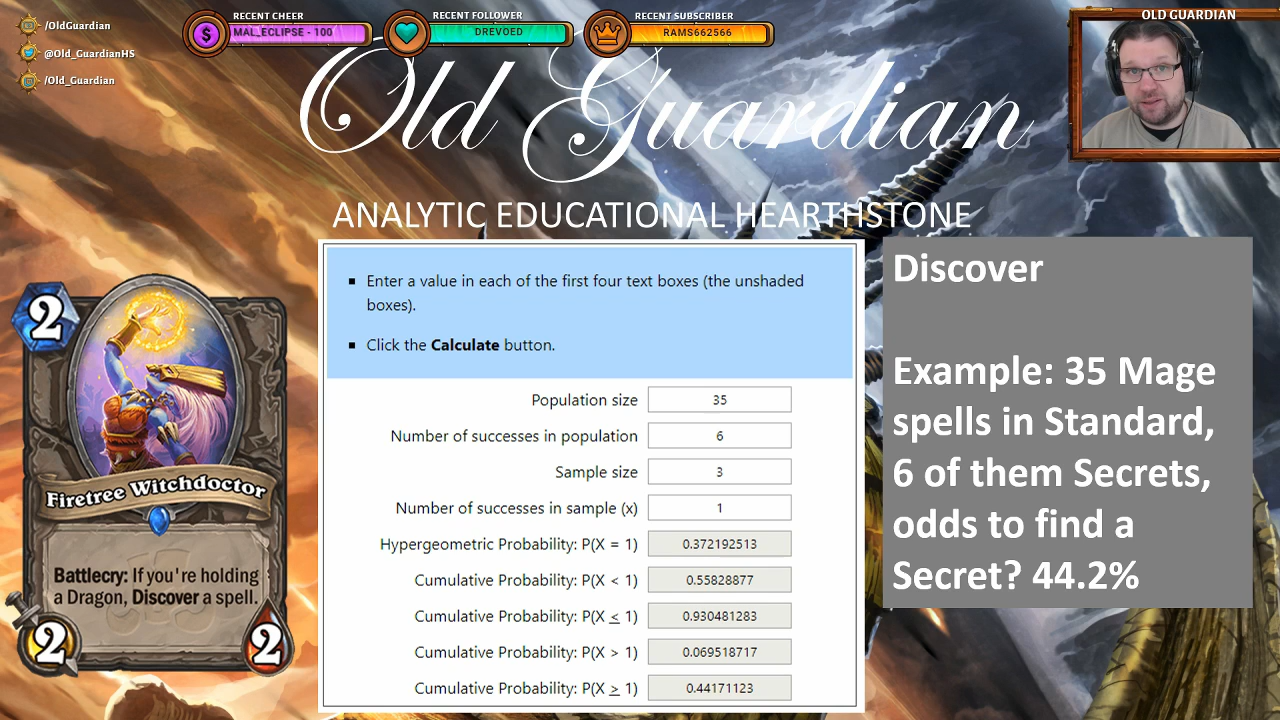 /OldGuardian
@Old_GuardianHS
/Old_Guardian
RECENT CHEER
MAL_ECLIPSE - 100
RECENT FOLLOWER
DREVOED
RECENT SUBSCRIBER
RAMS662566
OLD GUARDIAN
Old Guardian
ANALYTIC EDUCATIONAL HEARTHSTONE
2
Firetree Witchdoctor
Battlecry: If you're holding
a Dragon, Discover a spell.
2
2
▪ Enter a value in each of the first four text boxes (the unshaded
boxes).
▪ Click the Calculate button.
Population size 35
Number of successes in population 6
Sample size 3
Number of successes in sample (x) 1
Hypergeometric Probability: P(X = 1) 0.372192513
Cumulative Probability: P(X < 1) 0.55828877
Cumulative Probability: P(X ≤ 1) 0.930481283
Cumulative Probability: P(X > 1) 0.069518717
Cumulative Probability: P(X ≥ 1) 0.44171123
Discover
Example: 35 Mage
spells in Standard,
6 of them Secrets,
odds to find a
Secret? 44.2%